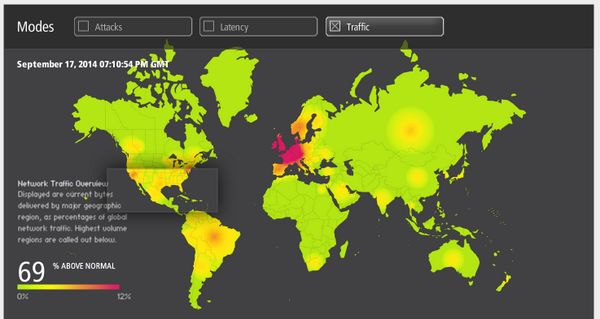 Modes
Attacks
Latency
Traffic
September 17, 2014 07:10:54 PM GMT
Network Traffic Overview
Displayed are current bytes
delivered by major geographic
region, as percentages of global
network traffic. Highest volume
regions are called out below.
69 % ABOVE NORMAL
0% 12%